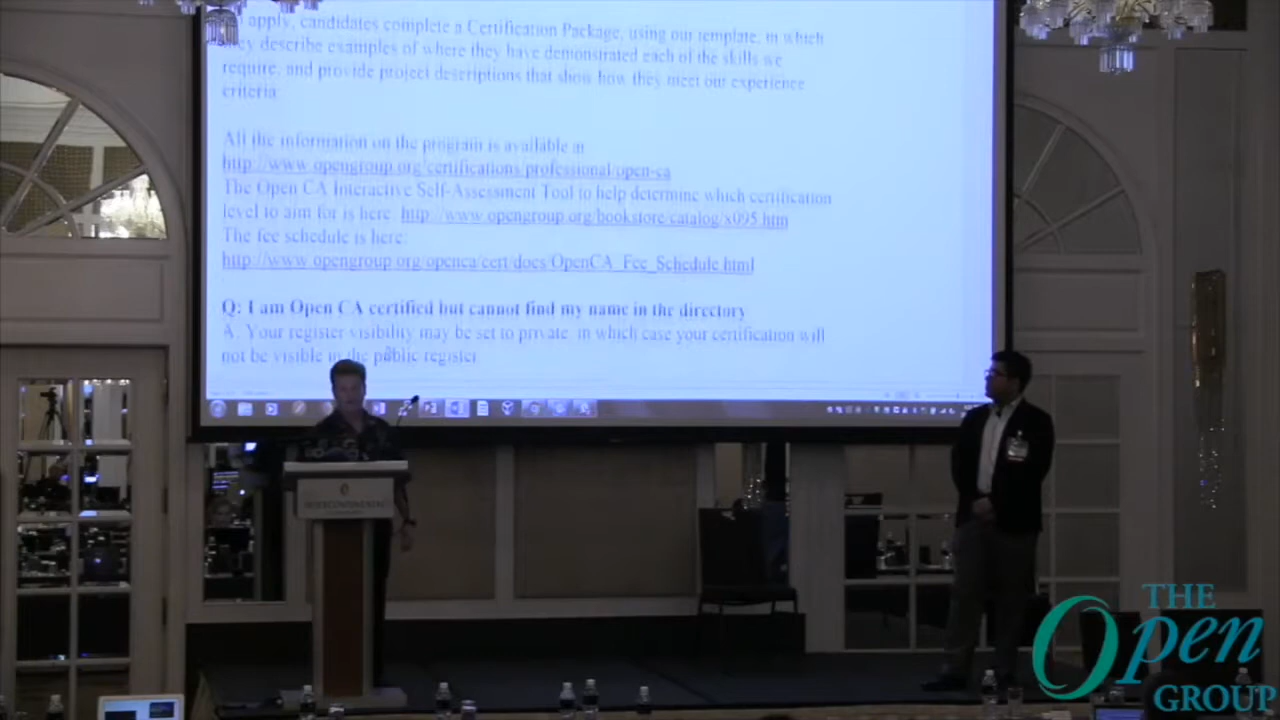 apply, candidates complete a Certification Package, using our template, in which
they describe examples of where they have demonstrated each of the skills we
require, and provide project descriptions that show how they meet our experience
criteria
All the information on the program is available at
http://www.opengroup.org/certifications/professional/open-ca
The Open CA Interactive Self-Assessment Tool to help determine which certification
level to aim for is here: http://www.opengroup.org/bookstore/catalog/x095.htm
The fee schedule is here:
http://www.opengroup.org/openca/cert/docs/OpenCA_Fee_Schedule.html
Q: I am Open CA certified but cannot find my name in the directory
A. Your register visibility may be set to private, in which case your certification will
not be visible in the public register
INTERCONTINENTAL
THE
Open
GROUP